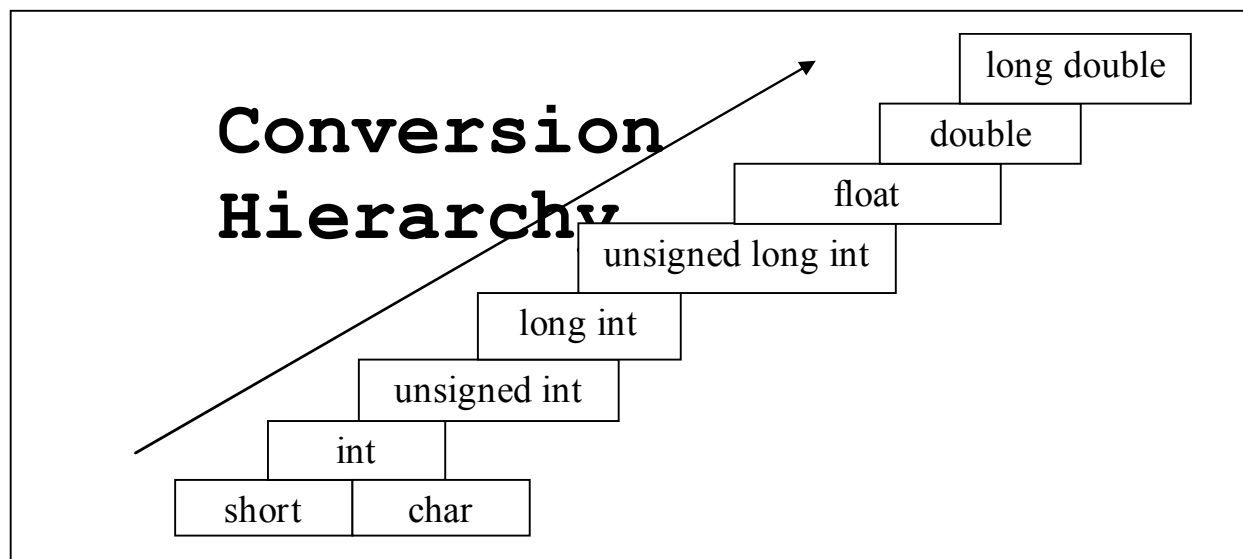 Conversion
Hierarchy
long double
double
float
unsigned long int
long int
unsigned int
int
short
char